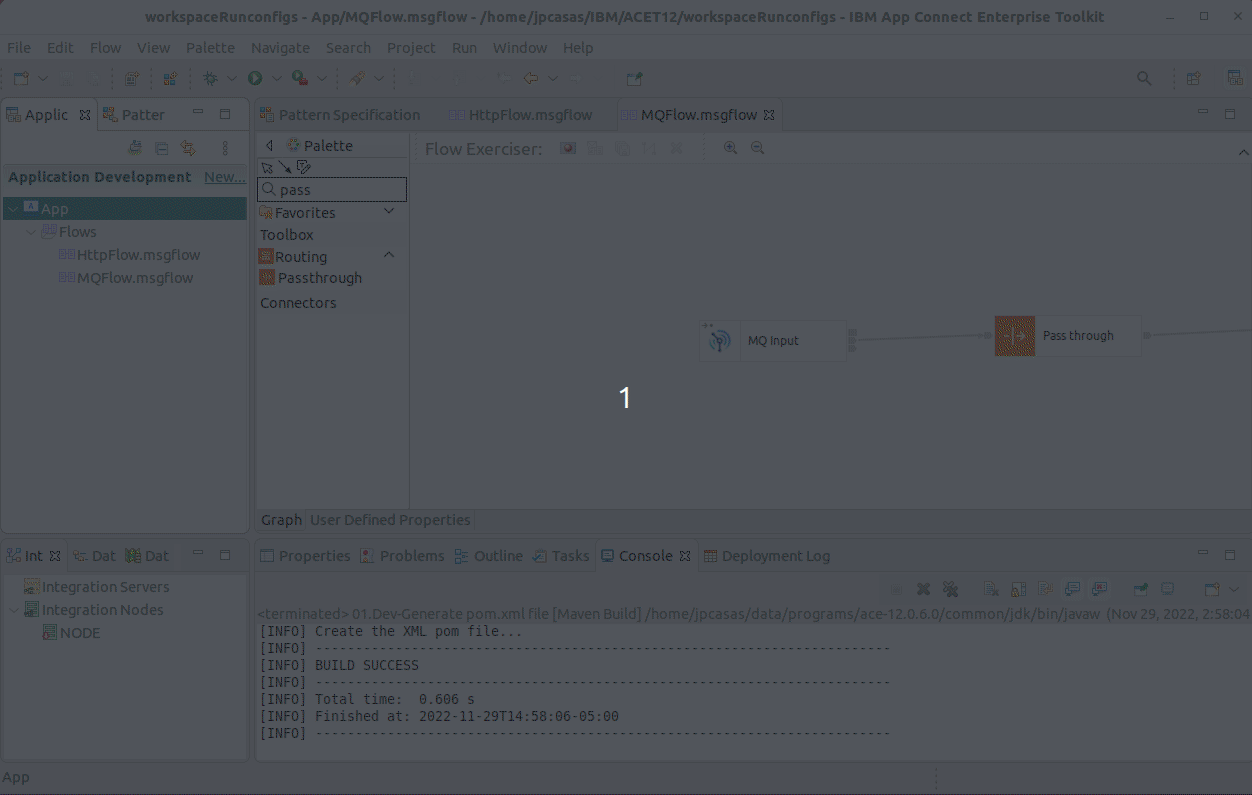 workspaceRunconfigs - App/MQFlow.msgflow - /home/jpcasas/IBM/ACET12/workspaceRunconfigs - IBM App Connect Enterprise Toolkit
File Edit Flow View Palette Navigate Search Project Run Window Help
Applic Patter
Pattern Specification HttpFlow.msgflow MQFlow.msgflow
Application Development New...
App
Flows
HttpFlow.msgflow
MQFlow.msgflow
Palette
pass
Favorites
Toolbox
Routing
Passthrough
Connectors
Flow Exerciser:
MQ Input
Pass through
1
Graph User Defined Properties
Int Dat Dat
Integration Servers
Integration Nodes
NODE
Properties Problems Outline Tasks Console Deployment Log
<terminated> 01.Dev-Generate pom.xml file [Maven Build] /home/jpcasas/data/programs/ace-12.0.6.0/common/jdk/bin/javaw (Nov 29, 2022, 2:58:04
[INFO] Create the XML pom file...
[INFO] ------------------------------------------------------------------------
[INFO] BUILD SUCCESS
[INFO] ------------------------------------------------------------------------
[INFO] Total time:  0.606 s
[INFO] Finished at: 2022-11-29T14:58:06-05:00
[INFO] ------------------------------------------------------------------------
App